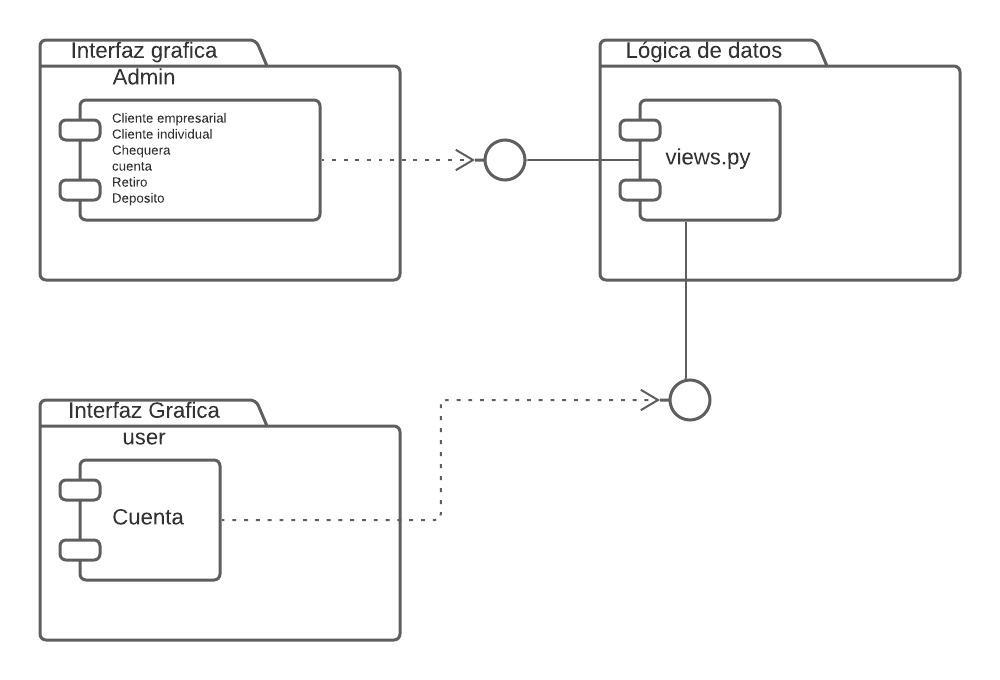 Interfaz grafica
Admin
Cliente empresarial
Cliente individual
Chequera
cuenta
Retiro
Deposito
Lógica de datos
views.py
Interfaz Grafica
user
Cuenta